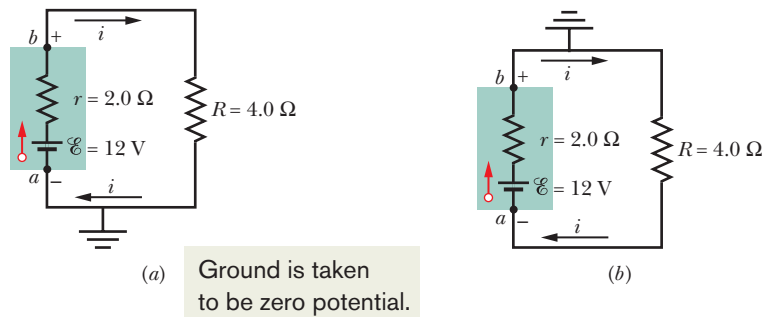 b +
i
r = 2.0 Ω
R = 4.0 Ω
ℰ = 12 V
a –
i
(a)
Ground is taken
to be zero potential.
b +
i
r = 2.0 Ω
R = 4.0 Ω
ℰ = 12 V
a –
i
(b)